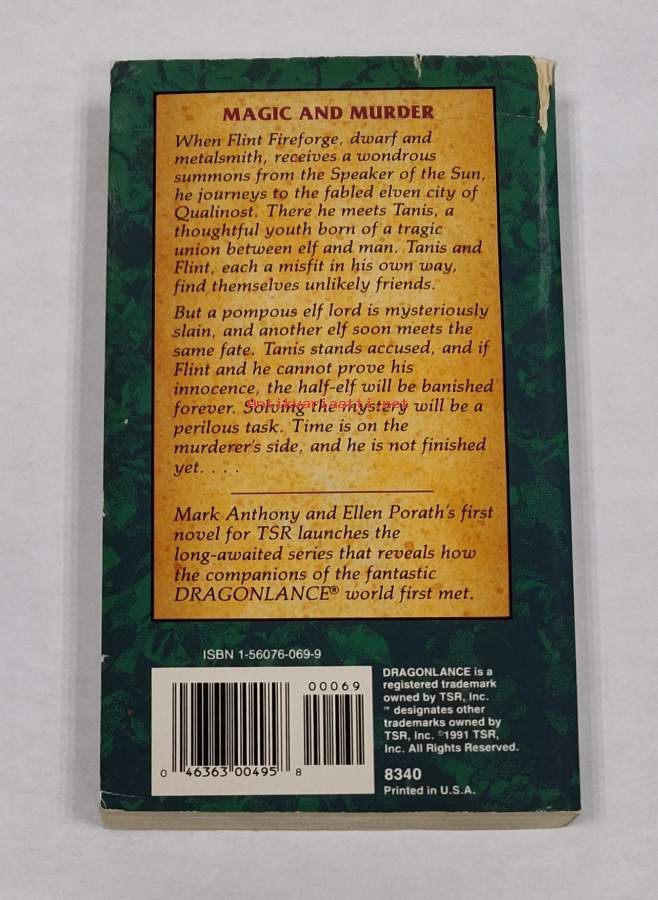 MAGIC AND MURDER
When Flint Fireforge, dwarf and
metalsmith, receives a wondrous
summons from the Speaker of the Sun,
he journeys to the fabled elven city of
Qualinost. There he meets Tanis, a
thoughtful youth born of a tragic
union between elf and man. Tanis and
Flint, each a misfit in his own way,
find themselves unlikely friends.
But a pompous elf lord is mysteriously
slain, and another elf soon meets the
same fate. Tanis stands accused, and if
Flint and he cannot prove his
innocence, the half-elf will be banished
forever. Solving the mystery will be a
Antikvariaatti.net
perilous task. Time is on the
murderer's side, and he is not finished
yet. . . .
Mark Anthony and Ellen Porath's first
novel for TSR launches the
long-awaited series that reveals how
the companions of the fantastic
DRAGONLANCE® world first met.
ISBN 1-56076-069-9
00069
0 46363 00495 8
DRAGONLANCE is a
registered trademark
owned by TSR, Inc.
™ designates other
trademarks owned by
TSR, Inc. ©1991 TSR,
Inc. All Rights Reserved.
8340
Printed in U.S.A.